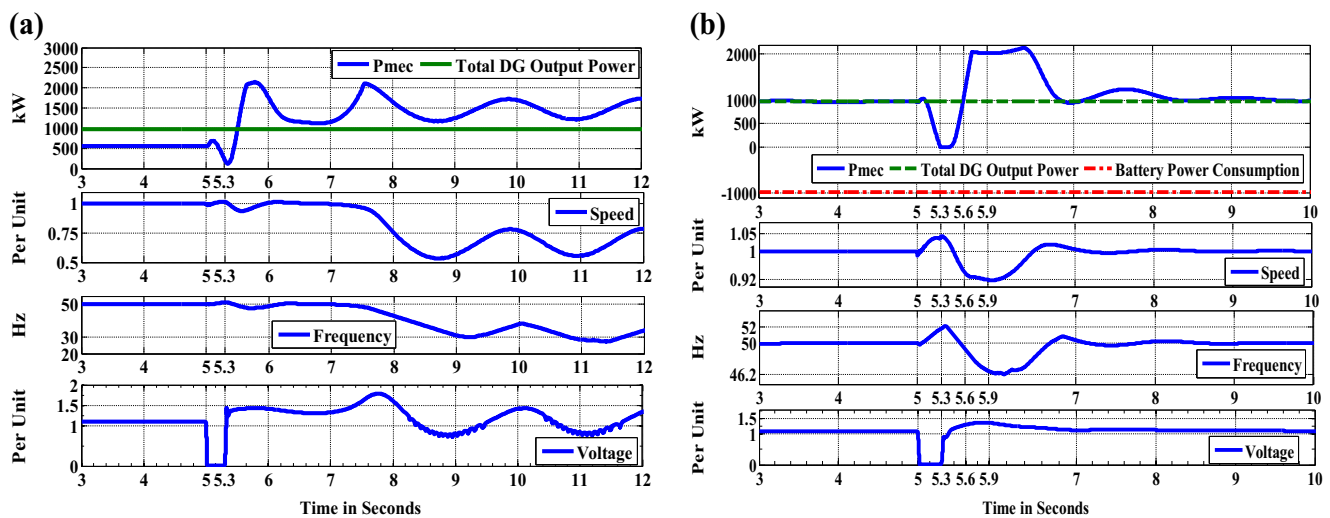 (a)
3000
2500
2000
1500
1000
500
0
kW
Pmec
Total DG Output Power
3 4 5 5.3 6 7 8 9 10 11 12
1
0.75
0.5
Per Unit
Speed
3 4 5 5.3 6 7 8 9 10 11 12
50
30
20
Hz
Frequency
3 4 5 5.3 6 7 8 9 10 11 12
2
1.5
1
0
Per Unit
Voltage
3 4 5 5.3 6 7 8 9 10 11 12
Time in Seconds
(b)
2000
1000
500
0
-1000
kW
Pmec
Total DG Output Power
Battery Power Consumption
3 4 5 5.3 5.6 5.9 7 8 9 10
1.05
1
0.92
Per Unit
Speed
3 4 5 5.3 5.6 5.9 7 8 9 10
52
50
46.2
Hz
Frequency
3 4 5 5.3 5.6 5.9 7 8 9 10
1.5
1
0
Per Unit
Voltage
3 4 5 5.3 5.6 5.9 7 8 9 10
Time in Seconds